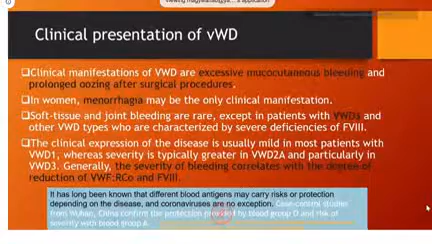 Viewing magyleanabigya... s application
Clinical presentation of vWD
❑Clinical manifestations of VWD are excessive mucocutaneous bleeding and
prolonged oozing after surgical procedures.
❑In women, menorrhagia may be the only clinical manifestation.
❑Soft-tissue and joint bleeding are rare, except in patients with VWD3 and
other VWD types who are characterized by severe deficiencies of FVIII.
❑The clinical expression of the disease is usually mild in most patients with
VWD1, whereas severity is typically greater in VWD2A and particularly in
VWD3. Generally, the severity of bleeding correlates with the degree of
reduction of VWF:RCo and FVIII.
It has long been known that different blood antigens may carry risks or protection
depending on the disease, and coronaviruses are no exception. Case-control studies
from Wuhan, China confirm the protection provided by blood group O and risk of
severity with blood group A.